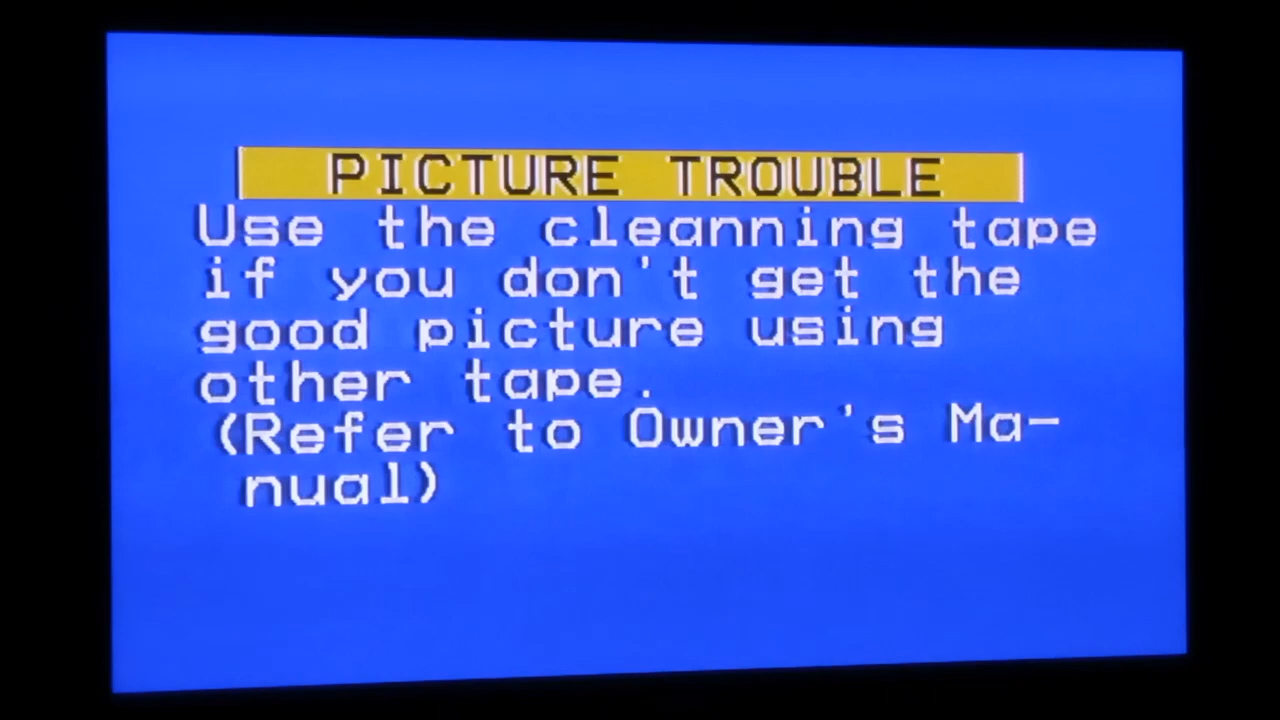 PICTURE TROUBLE
Use the cleanning tape
if you don't get the
good picture using
other tape.
(Refer to Owner's Ma-
nual)